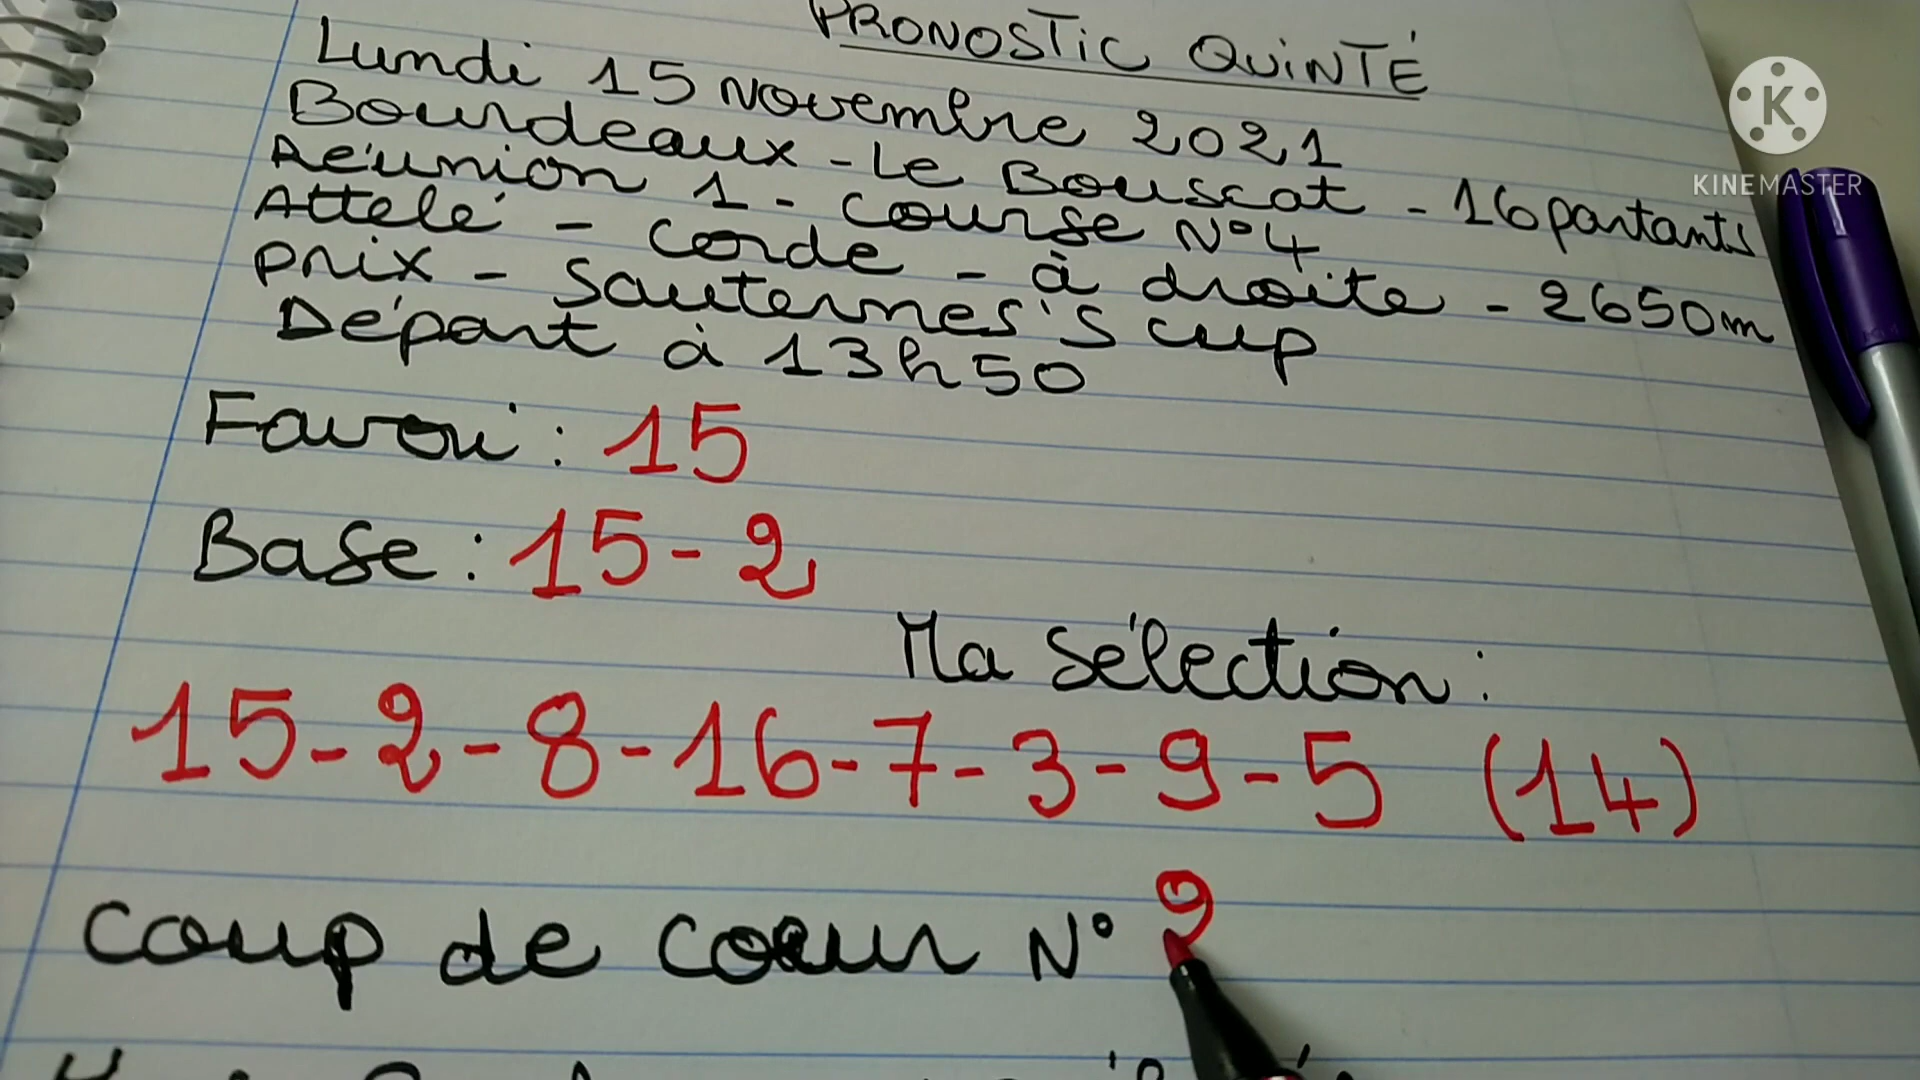 PRONOSTIC QUINTÉ
Lundi 15 Novembre 2021
Bourdeaux - Le Bouscat - 16 partants
Réunion 1 - Course N°4
Attelé - Corde - à droite - 2650m
Prix - Sauternes's cup
Départ à 13h50
Favori : 15
Base : 15 - 2
Ma sélection :
15 - 2 - 8 - 16 - 7 - 3 - 9 - 5 (14)
Coup de cœur N° 9
K
KINEMASTER